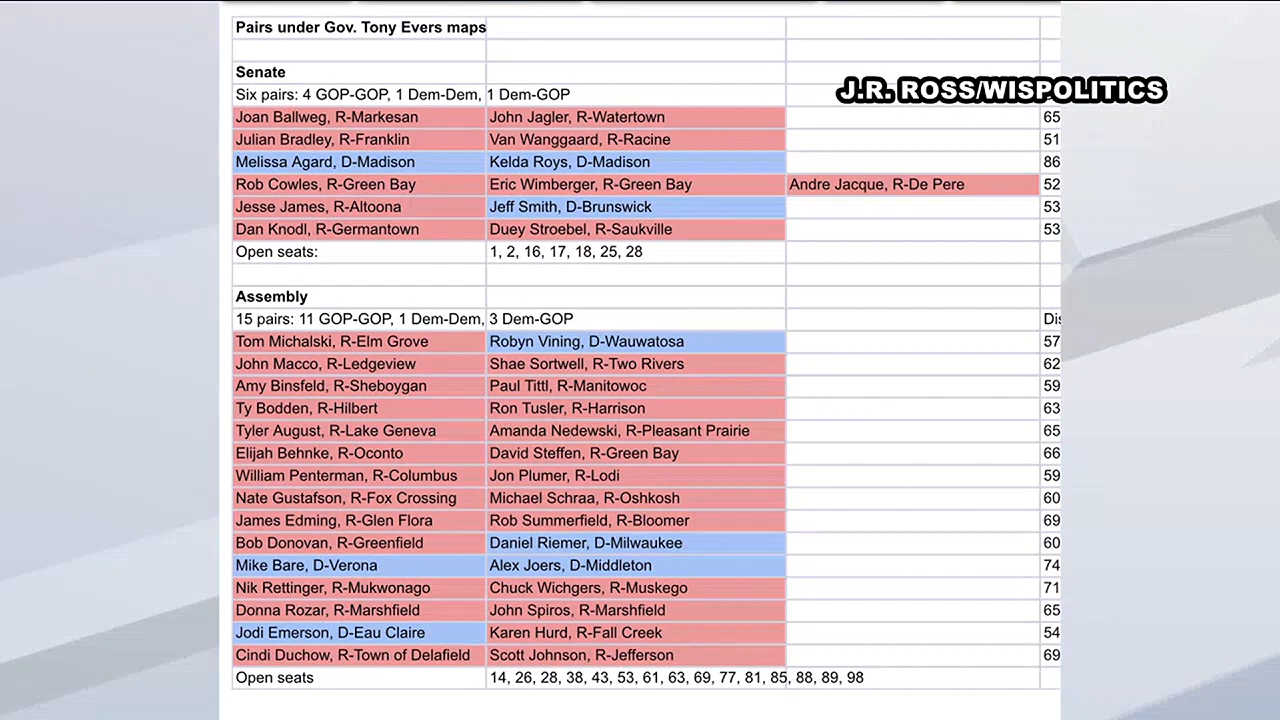 Pairs under Gov. Tony Evers maps
Senate
J.R. ROSS/WISPOLITICS
Six pairs: 4 GOP-GOP, 1 Dem-Dem, 1 Dem-GOP
Joan Ballweg, R-Markesan John Jagler, R-Watertown 65
Julian Bradley, R-Franklin Van Wanggaard, R-Racine 51
Melissa Agard, D-Madison Kelda Roys, D-Madison 86
Rob Cowles, R-Green Bay Eric Wimberger, R-Green Bay Andre Jacque, R-De Pere 52
Jesse James, R-Altoona Jeff Smith, D-Brunswick 53
Dan Knodl, R-Germantown Duey Stroebel, R-Saukville 53
Open seats: 1, 2, 16, 17, 18, 25, 28
Assembly
15 pairs: 11 GOP-GOP, 1 Dem-Dem, 3 Dem-GOP Dis
Tom Michalski, R-Elm Grove Robyn Vining, D-Wauwatosa 57
John Macco, R-Ledgeview Shae Sortwell, R-Two Rivers 62
Amy Binsfeld, R-Sheboygan Paul Tittl, R-Manitowoc 59
Ty Bodden, R-Hilbert Ron Tusler, R-Harrison 63
Tyler August, R-Lake Geneva Amanda Nedewski, R-Pleasant Prairie 65
Elijah Behnke, R-Oconto David Steffen, R-Green Bay 66
William Penterman, R-Columbus Jon Plumer, R-Lodi 59
Nate Gustafson, R-Fox Crossing Michael Schraa, R-Oshkosh 60
James Edming, R-Glen Flora Rob Summerfield, R-Bloomer 69
Bob Donovan, R-Greenfield Daniel Riemer, D-Milwaukee 60
Mike Bare, D-Verona Alex Joers, D-Middleton 74
Nik Rettinger, R-Mukwonago Chuck Wichgers, R-Muskego 71
Donna Rozar, R-Marshfield John Spiros, R-Marshfield 65
Jodi Emerson, D-Eau Claire Karen Hurd, R-Fall Creek 54
Cindi Duchow, R-Town of Delafield Scott Johnson, R-Jefferson 69
Open seats 14, 26, 28, 38, 43, 53, 61, 63, 69, 77, 81, 85, 88, 89, 98